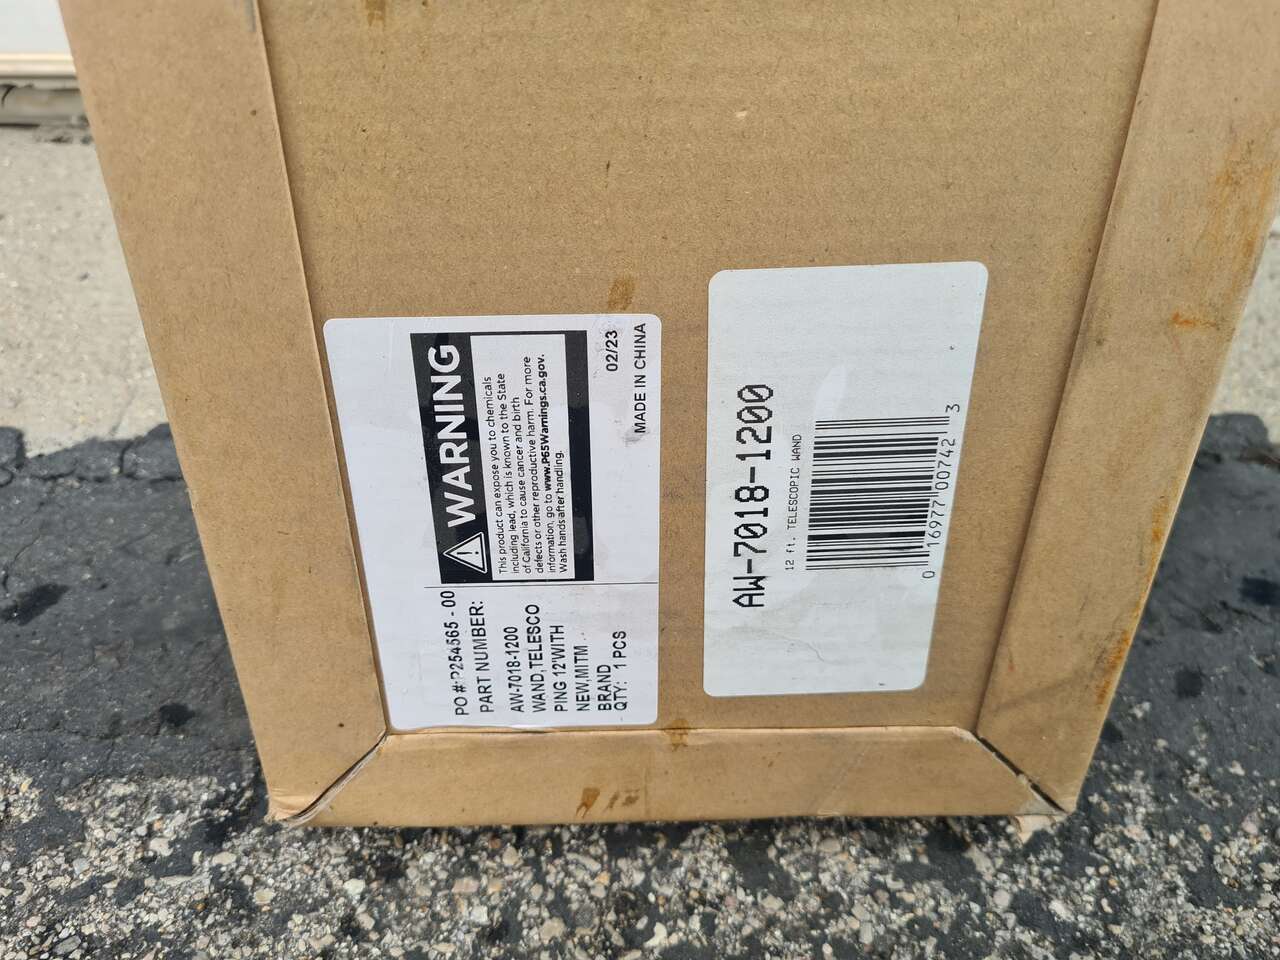 WARNING
This product can expose you to chemicals
including lead, which is known to the State
of California to cause cancer and birth
defects or other reproductive harm. For more
information, go to www.P65Warnings.ca.gov.
Wash hands after handling.
02/23
MADE IN CHINA
PO #: P254565 - 00
PART NUMBER:
AW-7018-1200
WAND,TELESCO
PING 12'WITH
NEW,MITM
BRAND
QTY: 1 PCS
AW-7018-1200
12 ft. TELESCOPIC WAND
0 16977 00742 3